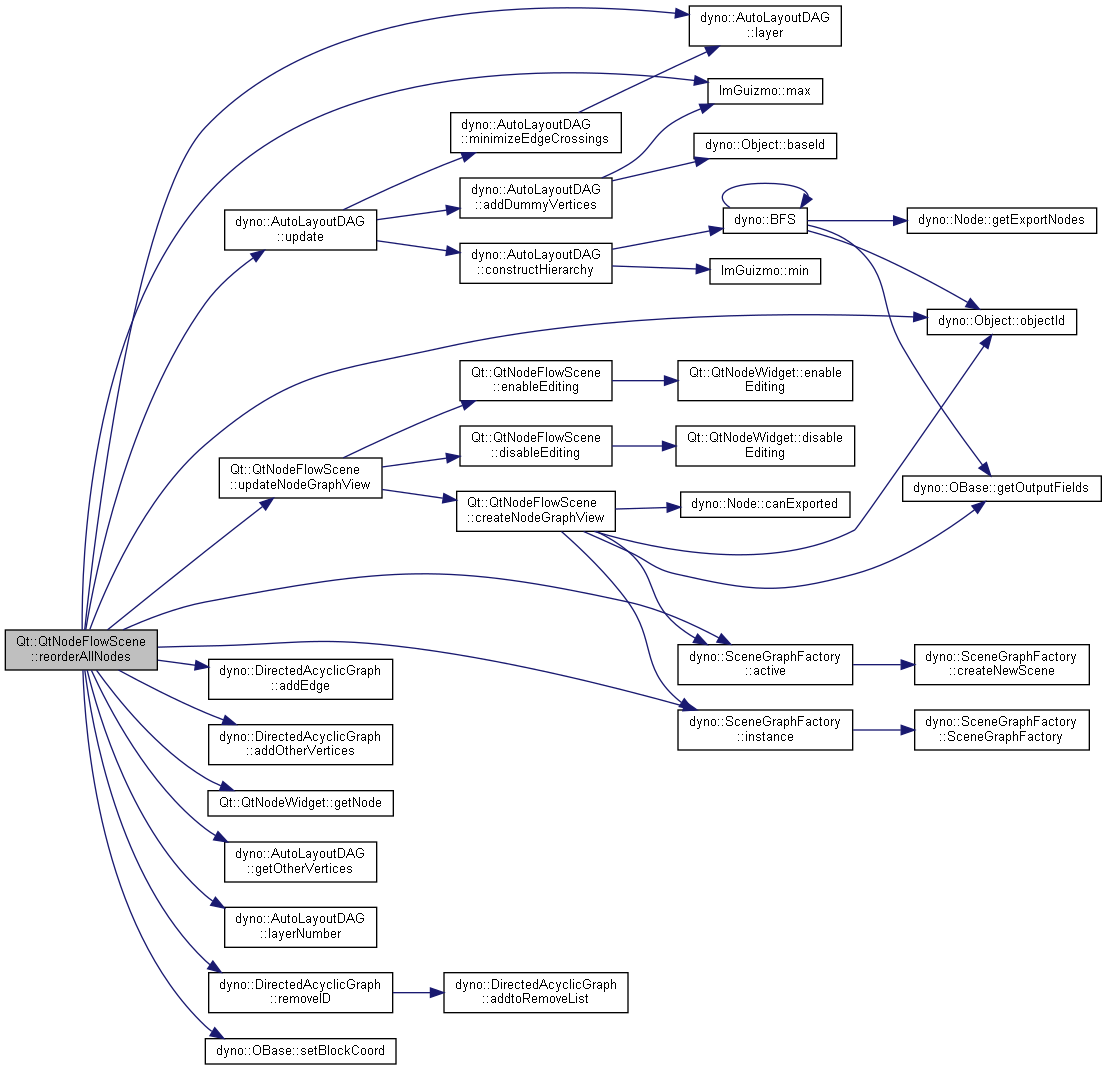 dyno::AutoLayoutDAG
::layer
ImGuizmo::max
dyno::AutoLayoutDAG
::minimizeEdgeCrossings
dyno::Object::baseId
dyno::AutoLayoutDAG
::addDummyVertices
dyno::BFS
dyno::Node::getExportNodes
dyno::AutoLayoutDAG
::update
dyno::AutoLayoutDAG
::constructHierarchy
ImGuizmo::min
dyno::Object::objectId
Qt::QtNodeFlowScene
::enableEditing
Qt::QtNodeWidget::enable
Editing
Qt::QtNodeFlowScene
::disableEditing
Qt::QtNodeWidget::disable
Editing
Qt::QtNodeFlowScene
::updateNodeGraphView
dyno::OBase::getOutputFields
Qt::QtNodeFlowScene
::createNodeGraphView
dyno::Node::canExported
Qt::QtNodeFlowScene
::reorderAllNodes
dyno::SceneGraphFactory
::active
dyno::SceneGraphFactory
::createNewScene
dyno::DirectedAcyclicGraph
::addEdge
dyno::SceneGraphFactory
::instance
dyno::SceneGraphFactory
::SceneGraphFactory
dyno::DirectedAcyclicGraph
::addOtherVertices
Qt::QtNodeWidget::getNode
dyno::AutoLayoutDAG
::getOtherVertices
dyno::AutoLayoutDAG
::layerNumber
dyno::DirectedAcyclicGraph
::removeID
dyno::DirectedAcyclicGraph
::addtoRemoveList
dyno::OBase::setBlockCoord